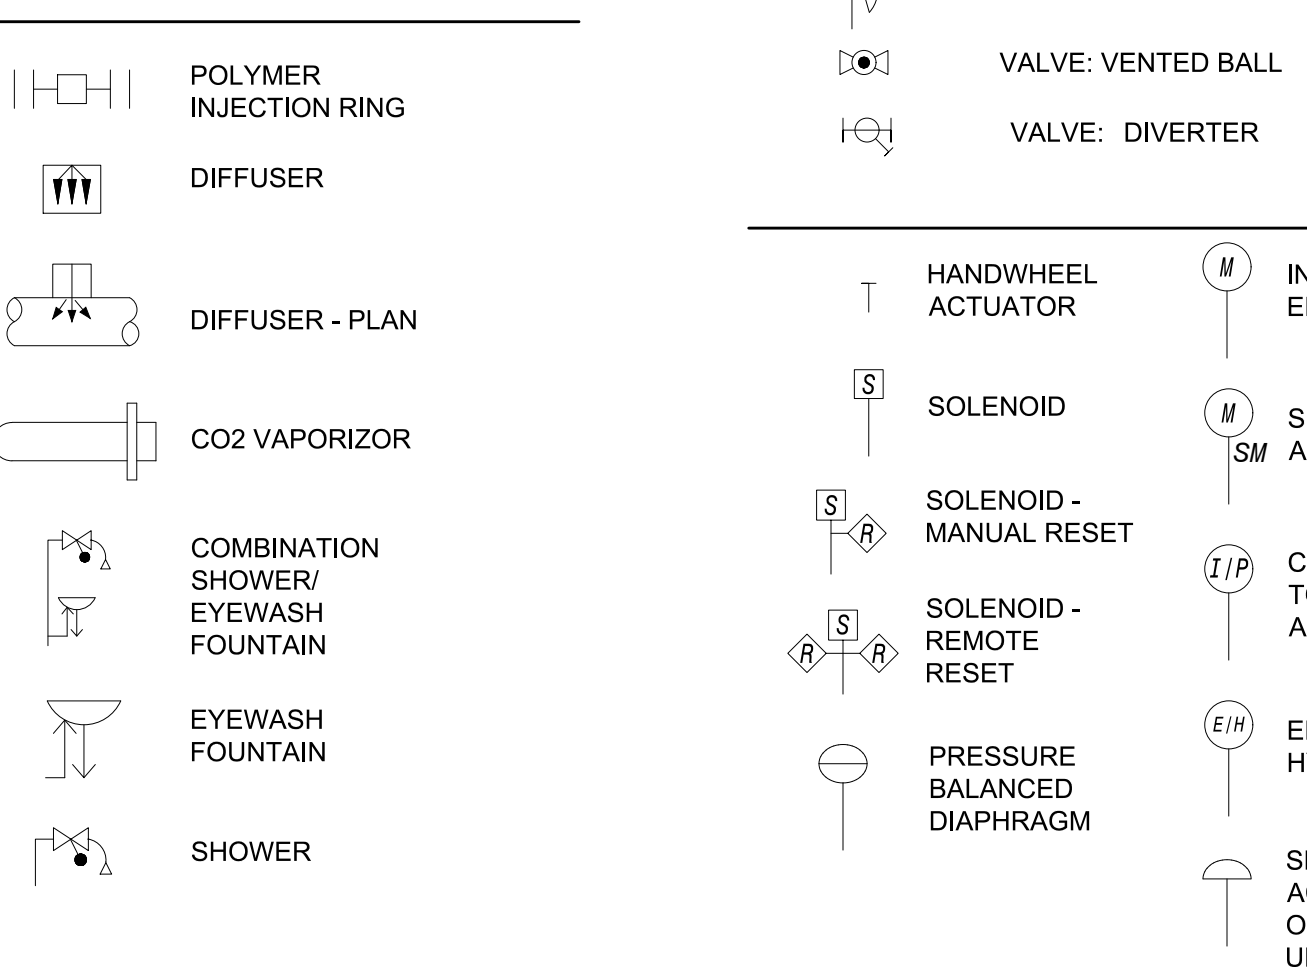 POLYMER
INJECTION RING
DIFFUSER
DIFFUSER - PLAN
CO2 VAPORIZOR
COMBINATION
SHOWER/
EYEWASH
FOUNTAIN
EYEWASH
FOUNTAIN
SHOWER
VALVE: VENTED BALL
VALVE: DIVERTER
HANDWHEEL
ACTUATOR
S
SOLENOID
S
R
SOLENOID -
MANUAL RESET
S
R R
SOLENOID -
REMOTE
RESET
PRESSURE
BALANCED
DIAPHRAGM
M
M
SM
I/P
E/H